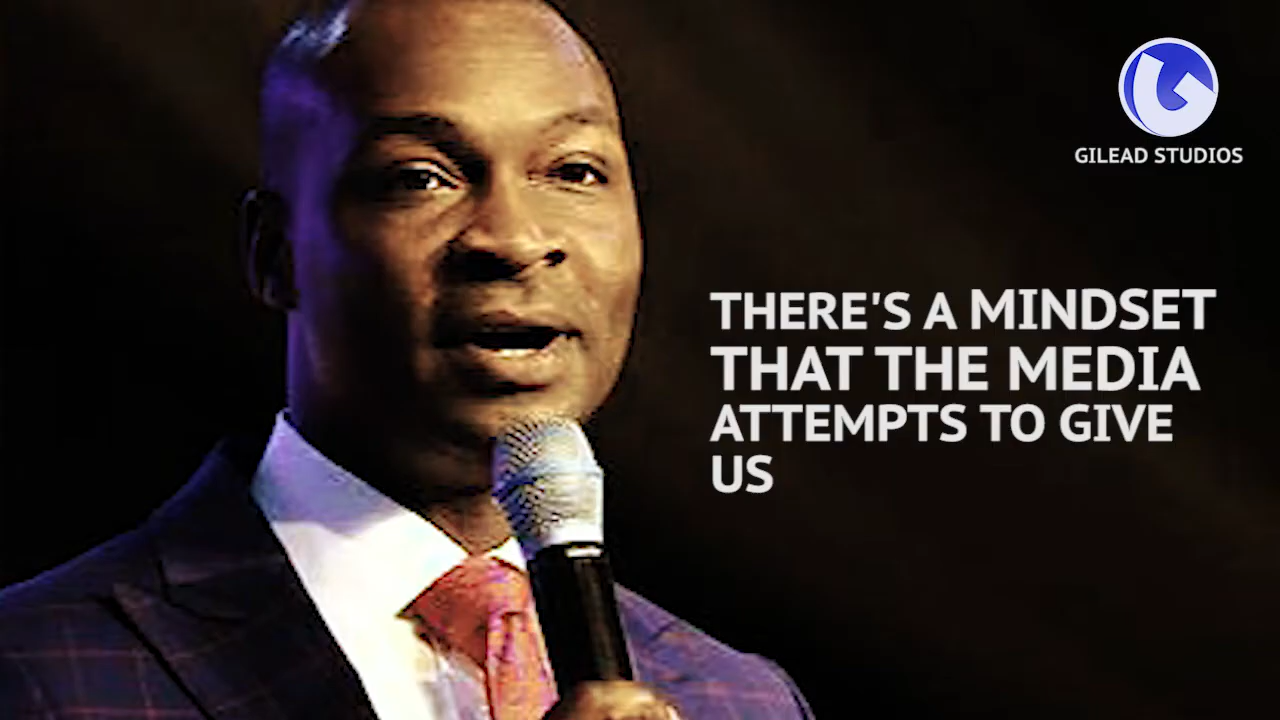 GILEAD STUDIOS
THERE'S A MINDSET
THAT THE MEDIA
ATTEMPTS TO GIVE
US